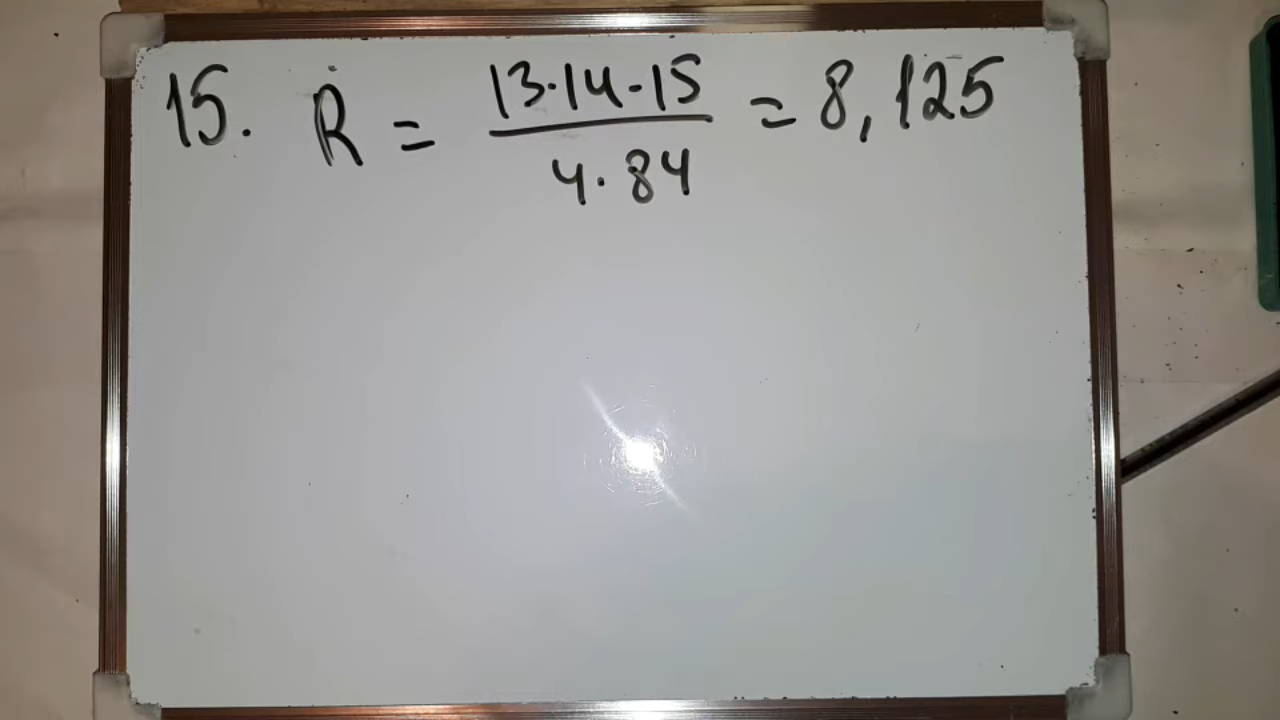 15. R = 13·14·15 / 4·84 = 8,125